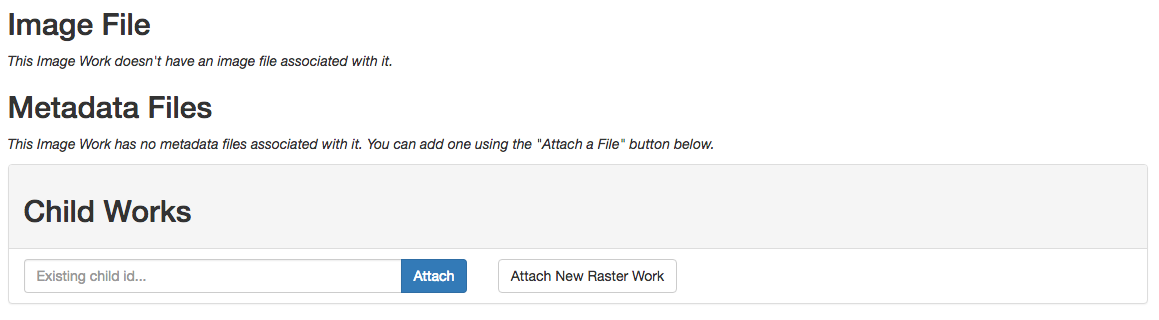 Image File
This Image Work doesn't have an image file associated with it.
Metadata Files
This Image Work has no metadata files associated with it. You can add one using the "Attach a File" button below.
Child Works
Existing child id... Attach Attach New Raster Work